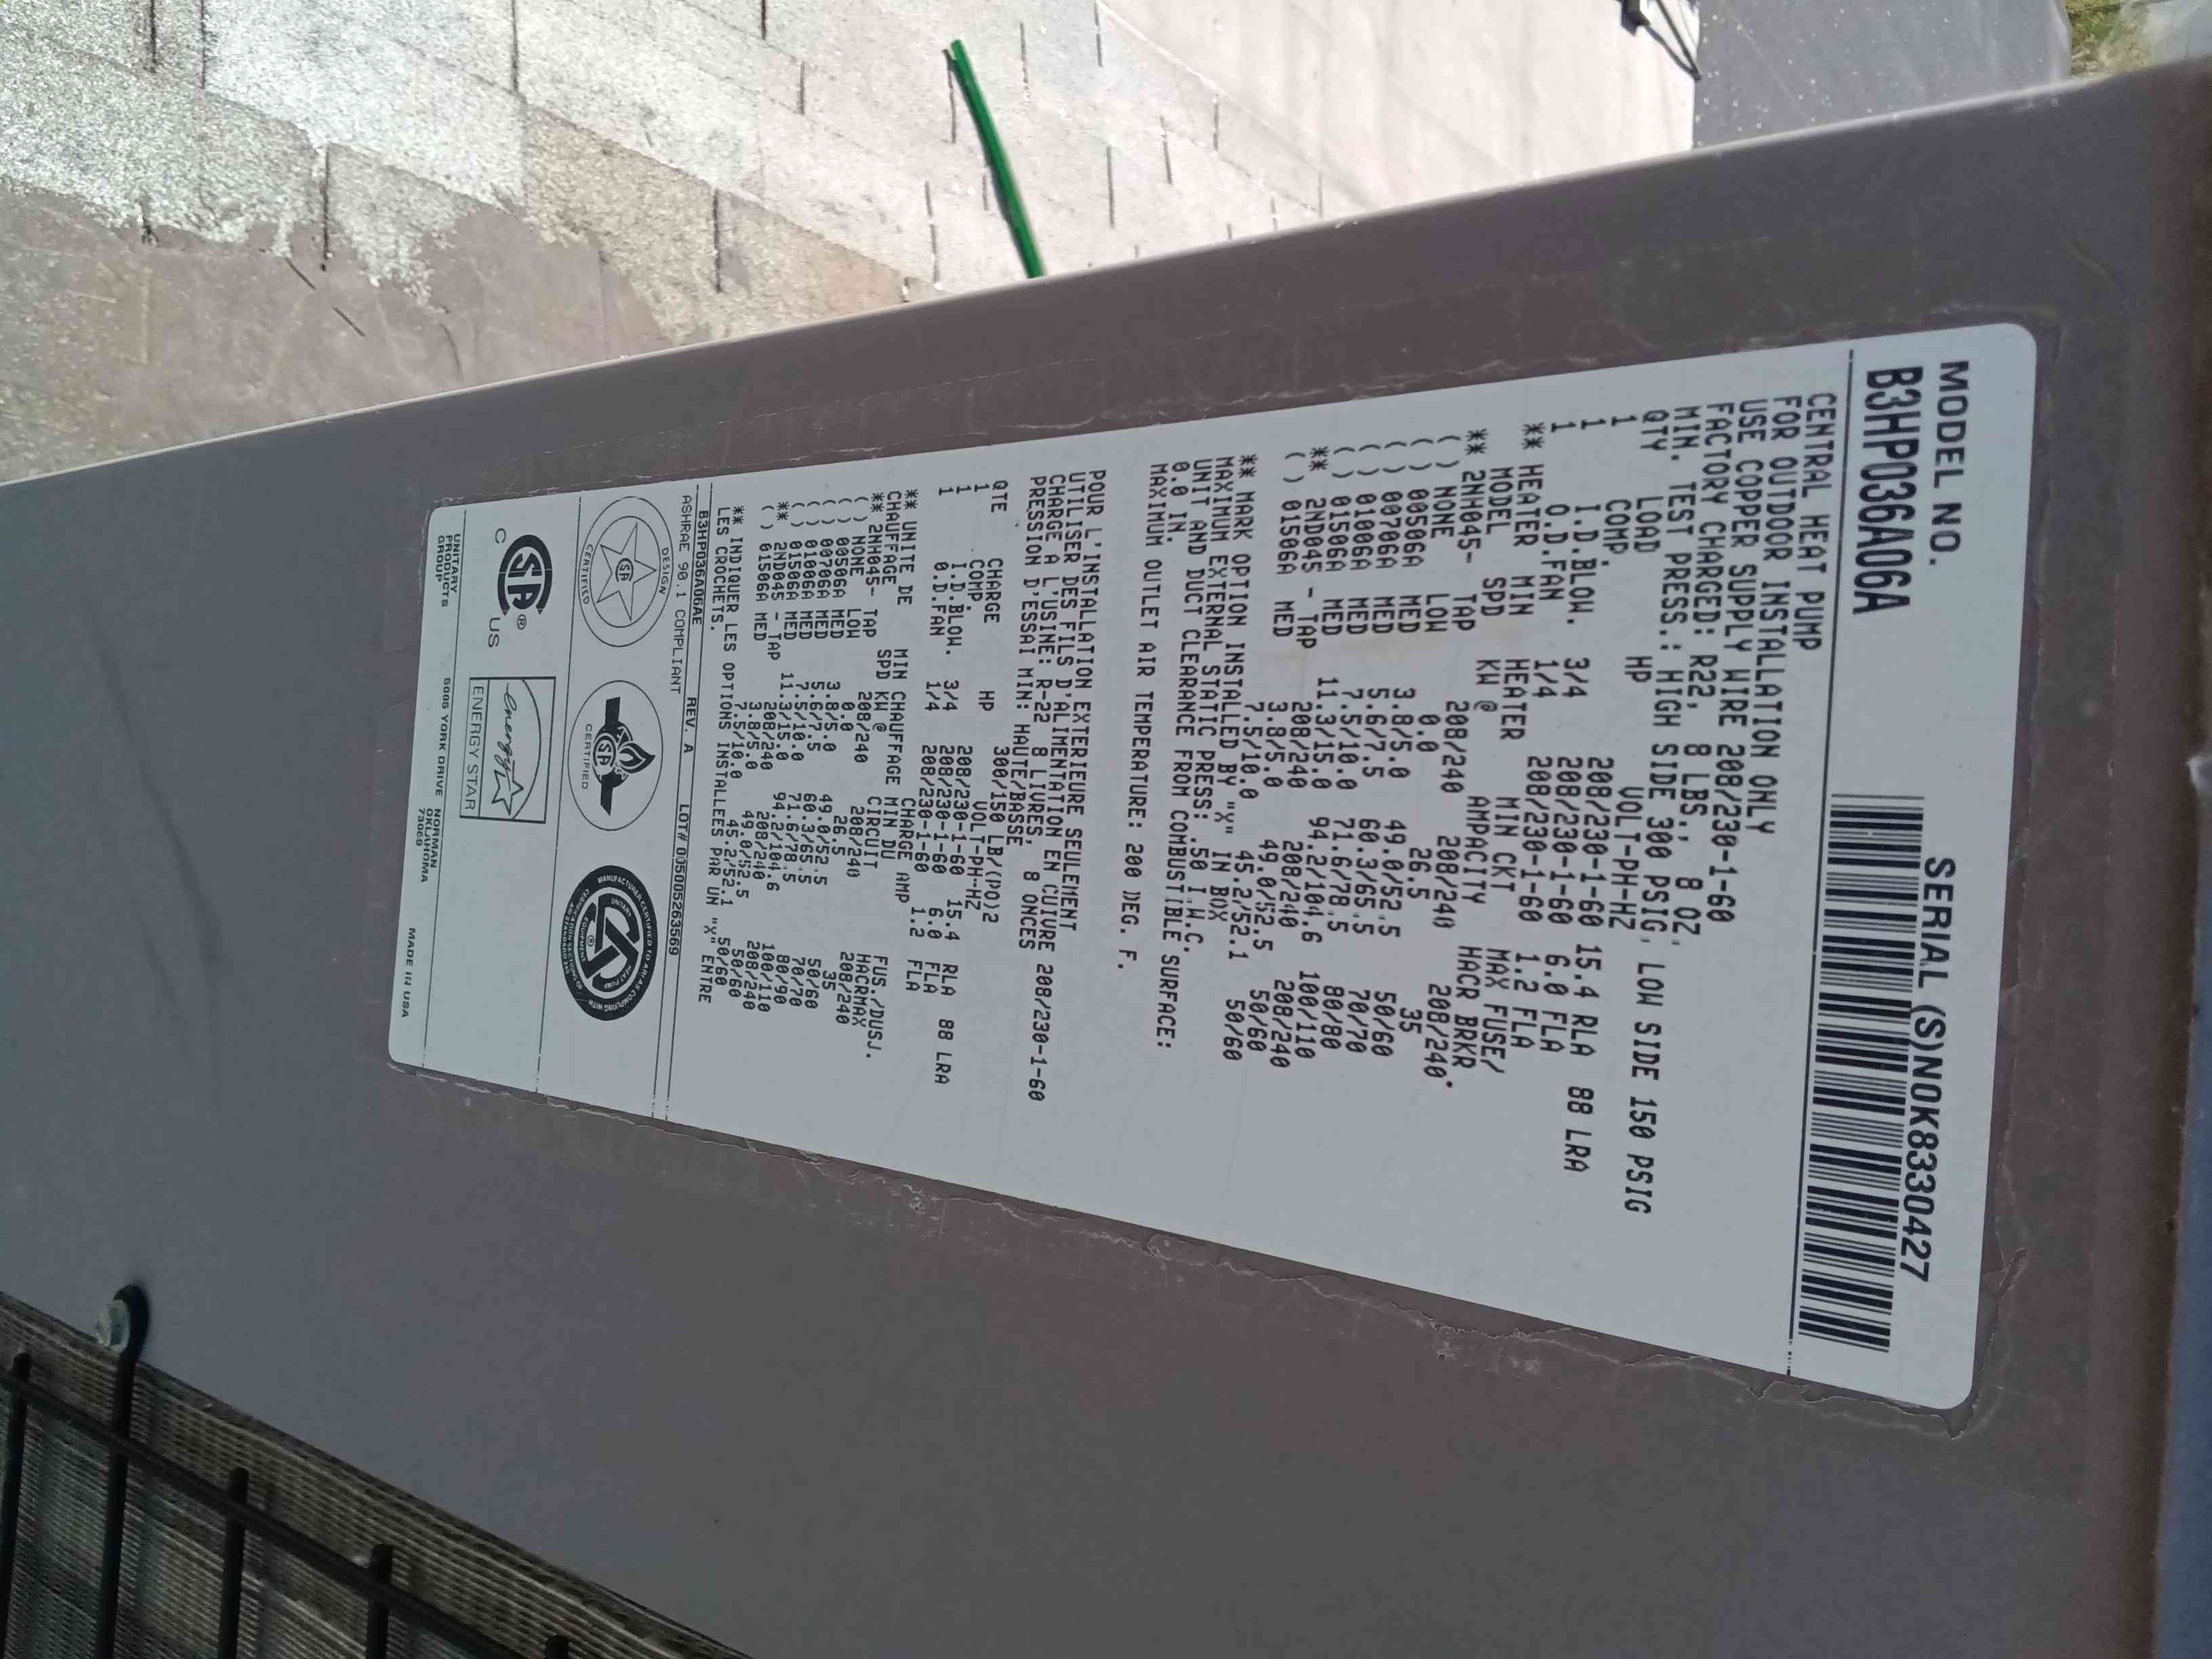 MODEL NO. SERIAL (S)N0K8330427
B3HP036A06A
CENTRAL HEAT PUMP
FOR OUTDOOR INSTALLATION ONLY
USE COPPER SUPPLY WIRE 208/230-1-60
FACTORY CHARGED: R22, 8 LBS., 8 OZ.
MIN. TEST PRESS.: HIGH SIDE 300 PSIG, LOW SIDE 150 PSIG
QTY LOAD HP VOLT-PH-HZ
1 COMP. 208/230-1-60 15.4 RLA 88 LRA
1 I.D.BLOW. 3/4 208/230-1-60 6.0 FLA
1 O.D.FAN 1/4 208/230-1-60 1.2 FLA
** HEATER MIN HEATER MIN CKT MAX FUSE/
MODEL SPD KW @ AMPACITY HACR BRKR
** 2NH045- TAP 208/240 208/240 208/240
( ) NONE LOW 0.0 26.5 35
( ) 00506A MED 3.8/5.0 49.0/52.5 50/60
( ) 00706A MED 5.6/7.5 60.3/65.5 70/70
( ) 01006A MED 7.5/10.0 71.6/78.5 80/80
( ) 01506A MED 11.3/15.0 94.2/104.6 100/110
** 2ND045 - TAP 208/240 208/240 208/240
3.8/5.0 49.0/52.5 50/60
( ) 01506A MED 7.5/10.0 45.2/52.1 50/60
** MARK OPTION INSTALLED BY "X" IN BOX
MAXIMUM EXTERNAL STATIC PRESS: .50 I.W.C.
UNIT AND DUCT CLEARANCE FROM COMBUSTIBLE SURFACE:
0.0 IN.
MAXIMUM OUTLET AIR TEMPERATURE: 200 DEG. F.
POUR L'INSTALLATION EXTERIEURE SEULEMENT
UTILISER DES FILS D'ALIMENTATION EN CUIVRE 208/230-1-60
CHARGE A L'USINE: R-22 8 LIVRES, 8 ONCES
PRESSION D'ESSAI MIN: HAUTE/BASSE
300/150 LB/(PO)2
QTE CHARGE HP VOLT-PH-HZ
1 COMP. 208/230-1-60 15.4 RLA 88 LRA
1 I.D.BLOW. 3/4 208/230-1-60 6.0 FLA
1 O.D.FAN 1/4 208/230-1-60 1.2 FLA
** UNITE DE MIN CHAUFFAGE MIN DU FUS./DUSJ.
CHAUFFAGE SPD KW @ CIRCUIT HACRMAX
CHARGE AMP
** 2NH045- TAP 208/240 208/240 208/240
( ) NONE LOW 0.0 26.5 35
( ) 00506A MED 3.8/5.0 49.0/52.5 50/60
( ) 00706A MED 5.6/7.5 60.3/65.5 70/70
( ) 01006A MED 7.5/10.0 71.6/78.5 80/90
( ) 01506A MED 11.3/15.0 94.2/104.6 100/110
** 2ND045 - TAP 208/240 208/240 208/240
3.8/5.0 49.0/52.5 50/60
( ) 01506A MED 7.5/10.0 45.2/52.1 50/60
** INDIQUER LES OPTIONS INSTALLEES PAR UN "X" ENTRE
LES CROCHETS.
B3HP036A06AE REV. A LOT# 005005263569
ASHRAE 90.1 COMPLIANT
DESIGN
SA
CERTIFIED
SA
CERTIFIED
MANUFACTURER CERTIFIED TO ARI AS COMPLYING WITH
UNITARY HEAT PUMP
SA ®
C US
energy
ENERGY STAR
UNITARY
PRODUCTS
GROUP
5005 YORK DRIVE NORMAN
OKLAHOMA
73069
MADE IN USA